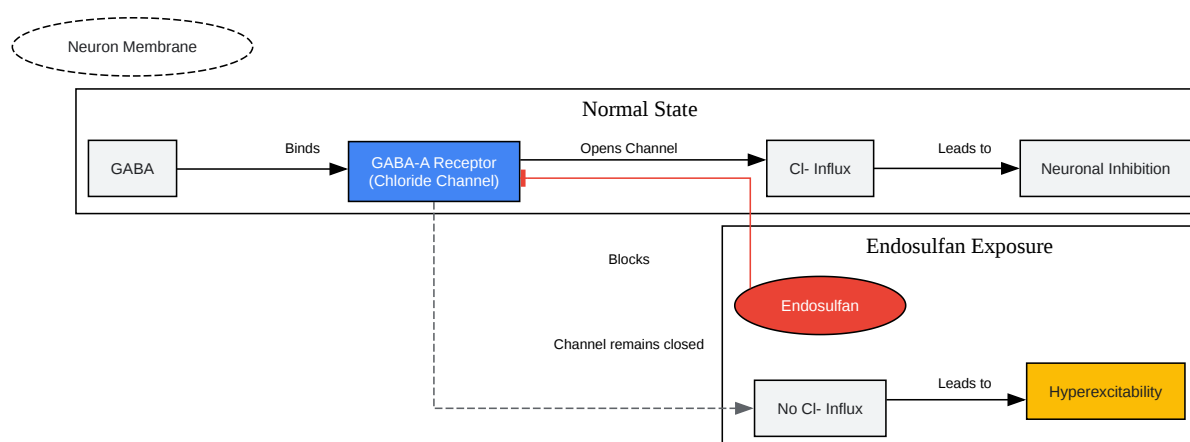 Neuron Membrane
Normal State
GABA
Binds
GABA-A Receptor
(Chloride Channel)
Opens Channel
Cl- Influx
Leads to
Neuronal Inhibition
Endosulfan Exposure
Blocks
Endosulfan
Channel remains closed
No Cl- Influx
Leads to
Hyperexcitability